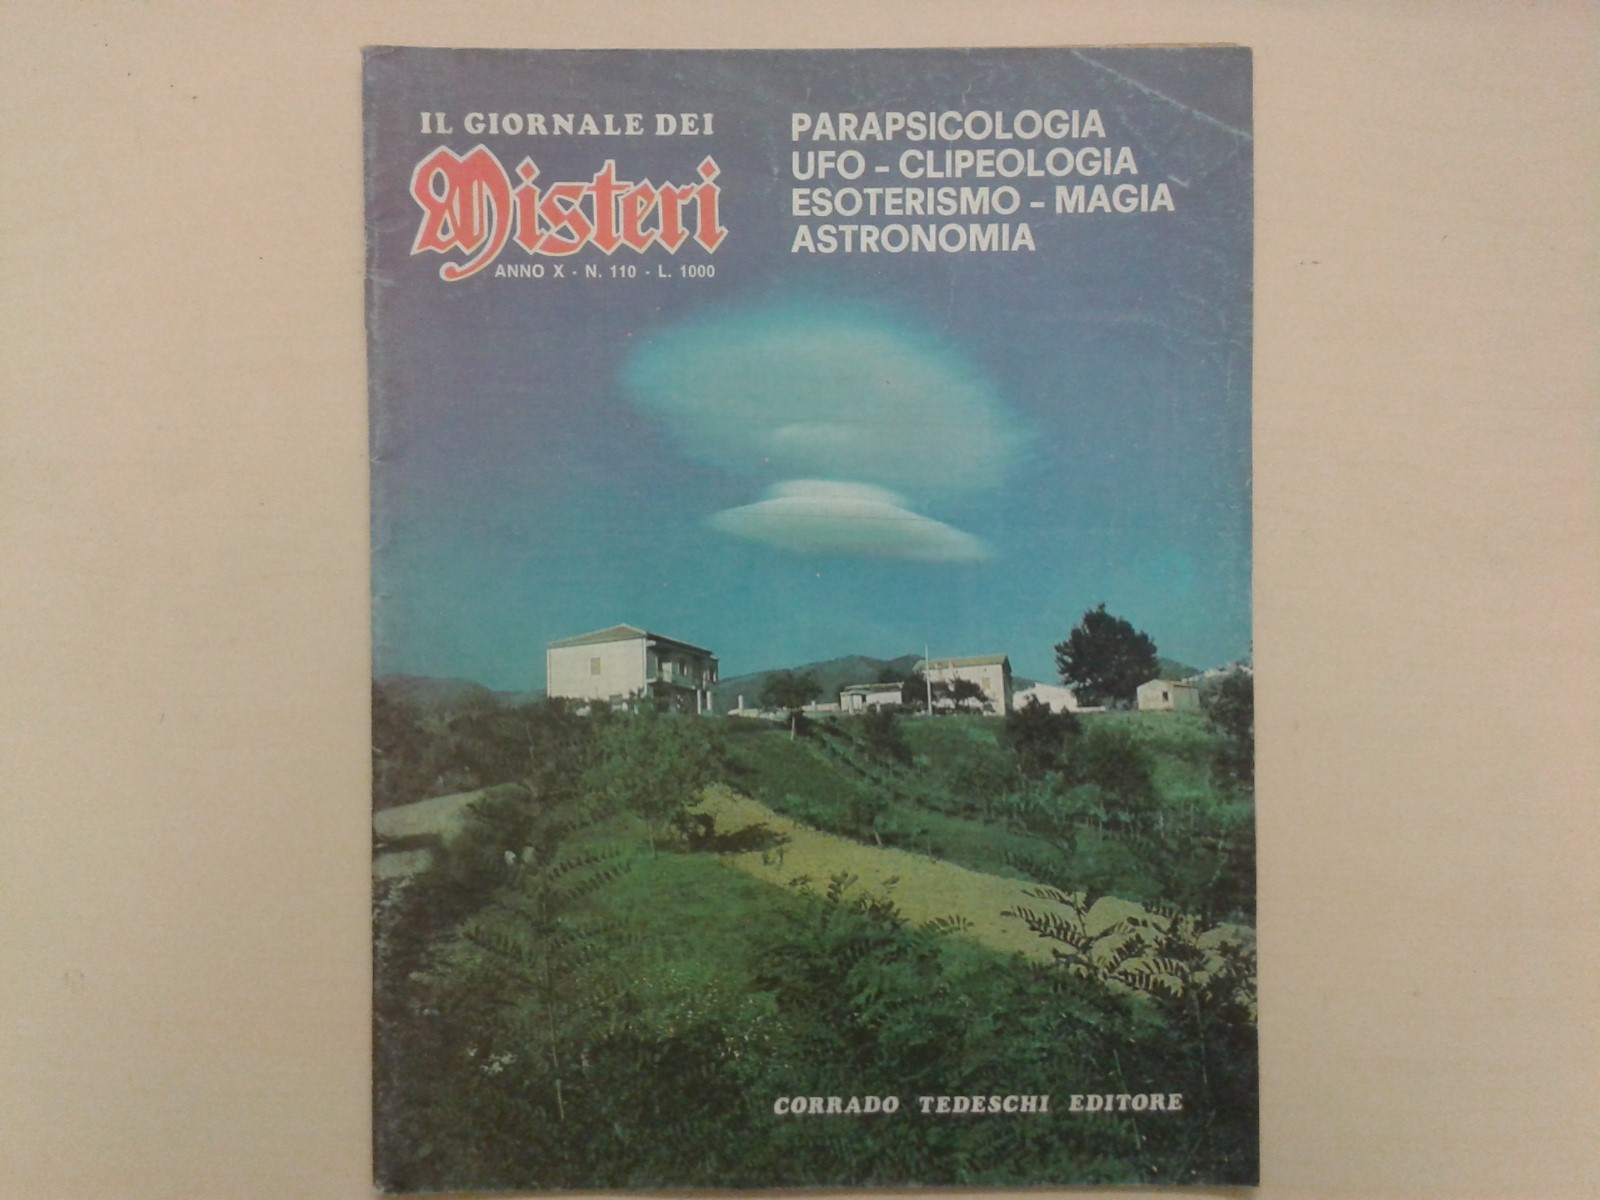 IL GIORNALE DEI
Misteri
ANNO X - N. 110 - L. 1000
PARAPSICOLOGIA
UFO - CLIPEOLOGIA
ESOTERISMO - MAGIA
ASTRONOMIA
CORRADO TEDESCHI EDITORE